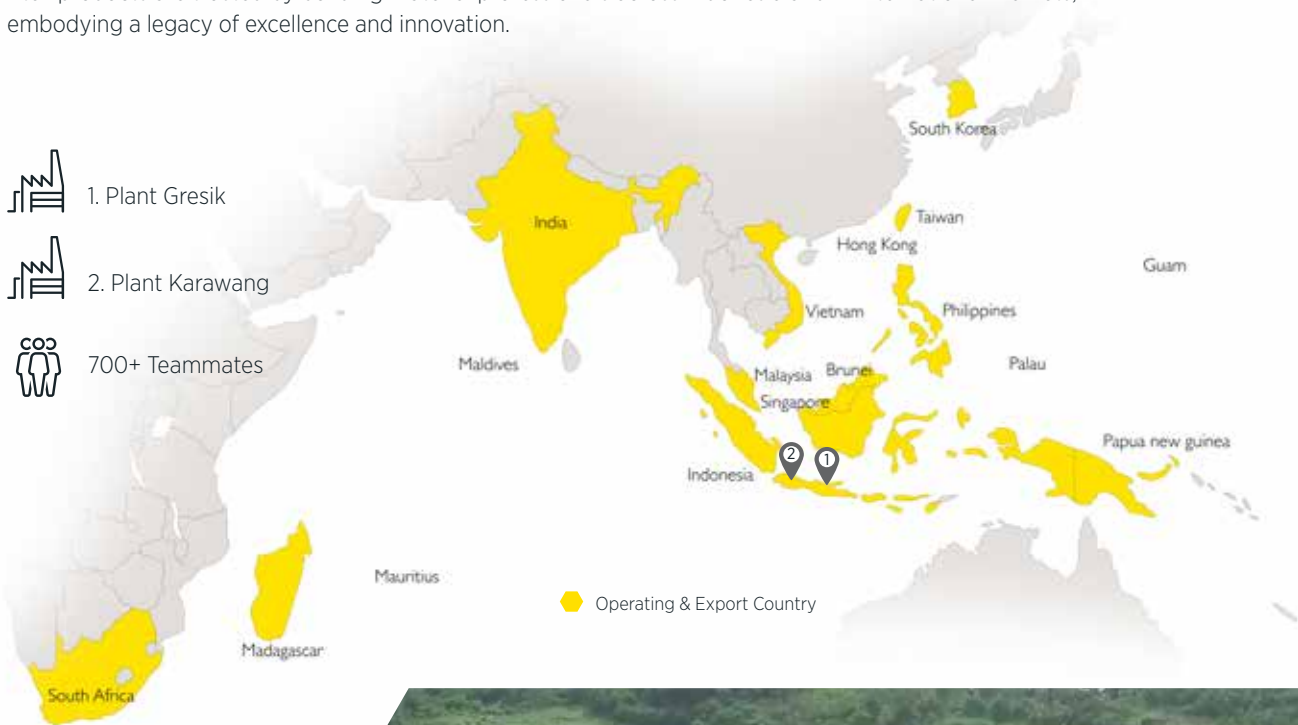 embodying a legacy of excellence and innovation.
South Korea
1. Plant Gresik
Taiwan
India
Hong Kong
Guam
2. Plant Karawang
Vietnam
Philippines
700+ Teammates
Maldives
Malaysia
Brunei
Palau
Singapore
Papua new guinea
2
1
Indonesia
Mauritius
Operating & Export Country
Madagascar
South Africa